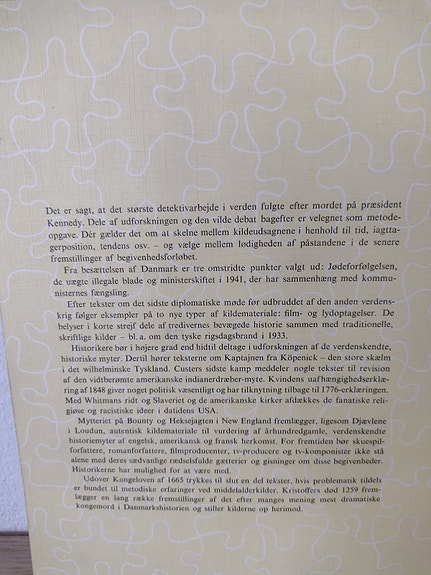 Det er sagt, at det største detektivarbejde i verden fulgte efter mordet på præsident
Kennedy. Dele af udforskningen og den vilde debat bagefter er velegnet som metode-
opgave. Dér gælder det om at skelne mellem kildeudsagnene i henhold til tid, iagtta-
gerposition, tendens osv. – og vælge mellem lødigheden af påstandene i de senere
fremstillinger af begivenhedsforløbet.
Fra besættelsen af Danmark er tre omstridte punkter valgt ud: Jødeforfølgelsen,
de uægte illegale blade og ministerskiftet i 1941, der har sammenhæng med kommu-
nisternes fængsling.
Efter tekster om det sidste diplomatiske møde før udbruddet af den anden verdens-
krig følger eksempler på to nye typer af kildemateriale: film- og lydoptagelser. De
belyser i korte strejf dele af tredivernes bevægede historie sammen med traditionelle,
skriftlige kilder – bl.a. om den tyske rigsdagsbrand i 1933.
Historikere bør i højere grad end hidtil deltage i udforskningen af de verdenskendte,
historiske myter. Dertil hører teksterne om Kaptajnen fra Köpenick – den store skælm
i det wilhelminske Tyskland. Custers sidste kamp meddeler nogle tekster til revision
af den vidtberømte amerikanske indianerdræber-myte. Kvindens uafhængighedserklæ-
ring af 1848 giver noget politisk væsentligt og har tilknytning tilbage til 1776-erklæringen.
Med Whitmans ridt og Slaveriet og de amerikanske kirker afdækkes de fanatiske reli-
giøse og racistiske ideer i datidens USA.
Mytteriet på Bounty og Heksejagten i New England fremlægger, ligesom Djævlene
i Loudun, autentisk kildemateriale til vurdering af århundredgamle, verdenskendte
historiemyter af engelsk, amerikansk og fransk herkomst. For fremtiden bør skuespil-
forfattere, romanforfattere, filmproducenter, tv-producere og tv-komponister ikke stå
alene med deres sædvanlige rædselsfulde gætterier og gisninger om disse begivenheder.
Historikerne har mulighed for at være med.
Udover Kongeloven af 1665 trykkes til slut en del tekster, hvis problematik tildels
er bundet til metodiske erfaringer ved middelalderkilder. Kristoffers død 1259 frem-
lægger en lang række fremstillinger af det efter manges mening mest dramatiske
kongemord i Danmarkshistorien og stiller kilderne op herimod.